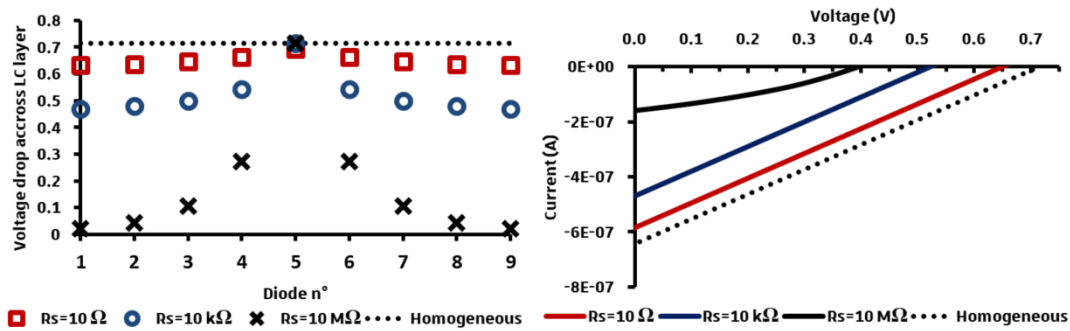 Voltage drop accross LC layer
0.8
0.7
0.6
0.5
0.4
0.3
0.2
0.1
0
1 2 3 4 5 6 7 8 9
Diode n°
Rs=10 Ω Rs=10 kΩ Rs=10 MΩ Homogeneous
Voltage (V)
0.0 0.1 0.2 0.3 0.4 0.5 0.6 0.7
Current (A)
0E+00
-2E-07
-4E-07
-6E-07
-8E-07
Rs=10 Ω Rs=10 kΩ Rs=10 MΩ Homogeneous